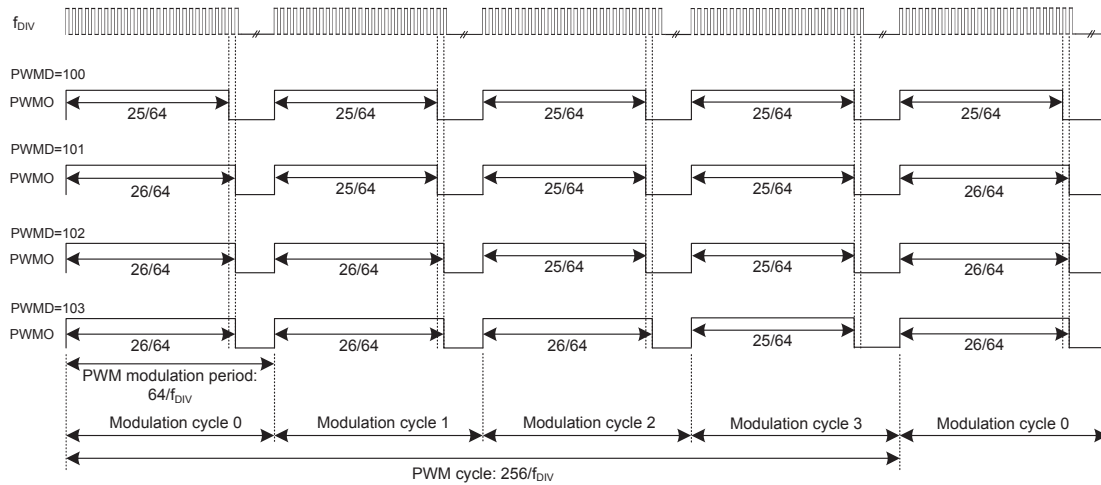 fDIV
PWMD=100
PWMO
25/64 25/64 25/64 25/64 25/64
PWMD=101
PWMO
26/64 25/64 25/64 25/64 26/64
PWMD=102
PWMO
26/64 26/64 25/64 25/64 26/64
PWMD=103
PWMO
26/64 26/64 26/64 25/64 26/64
PWM modulation period:
64/fDIV
Modulation cycle 0 Modulation cycle 1 Modulation cycle 2 Modulation cycle 3 Modulation cycle 0
PWM cycle: 256/fDIV